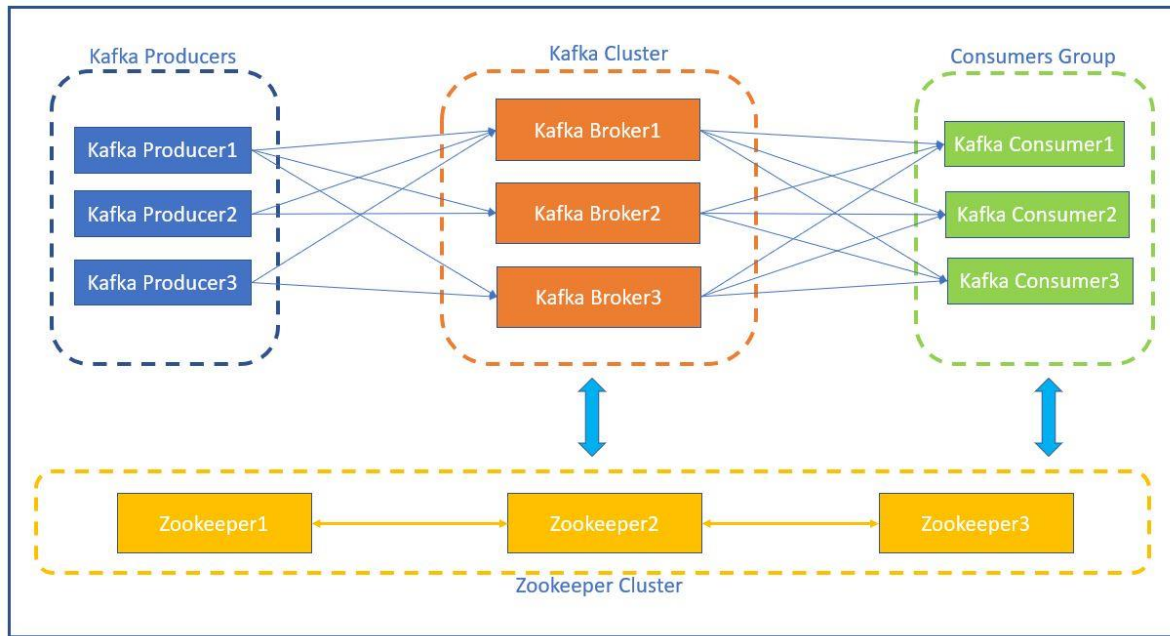 Kafka Producers
Kafka Cluster
Consumers Group
Kafka Producer1
Kafka Producer2
Kafka Producer3
Kafka Broker1
Kafka Broker2
Kafka Broker3
Kafka Consumer1
Kafka Consumer2
Kafka Consumer3
Zookeeper1
Zookeeper2
Zookeeper3
Zookeeper Cluster